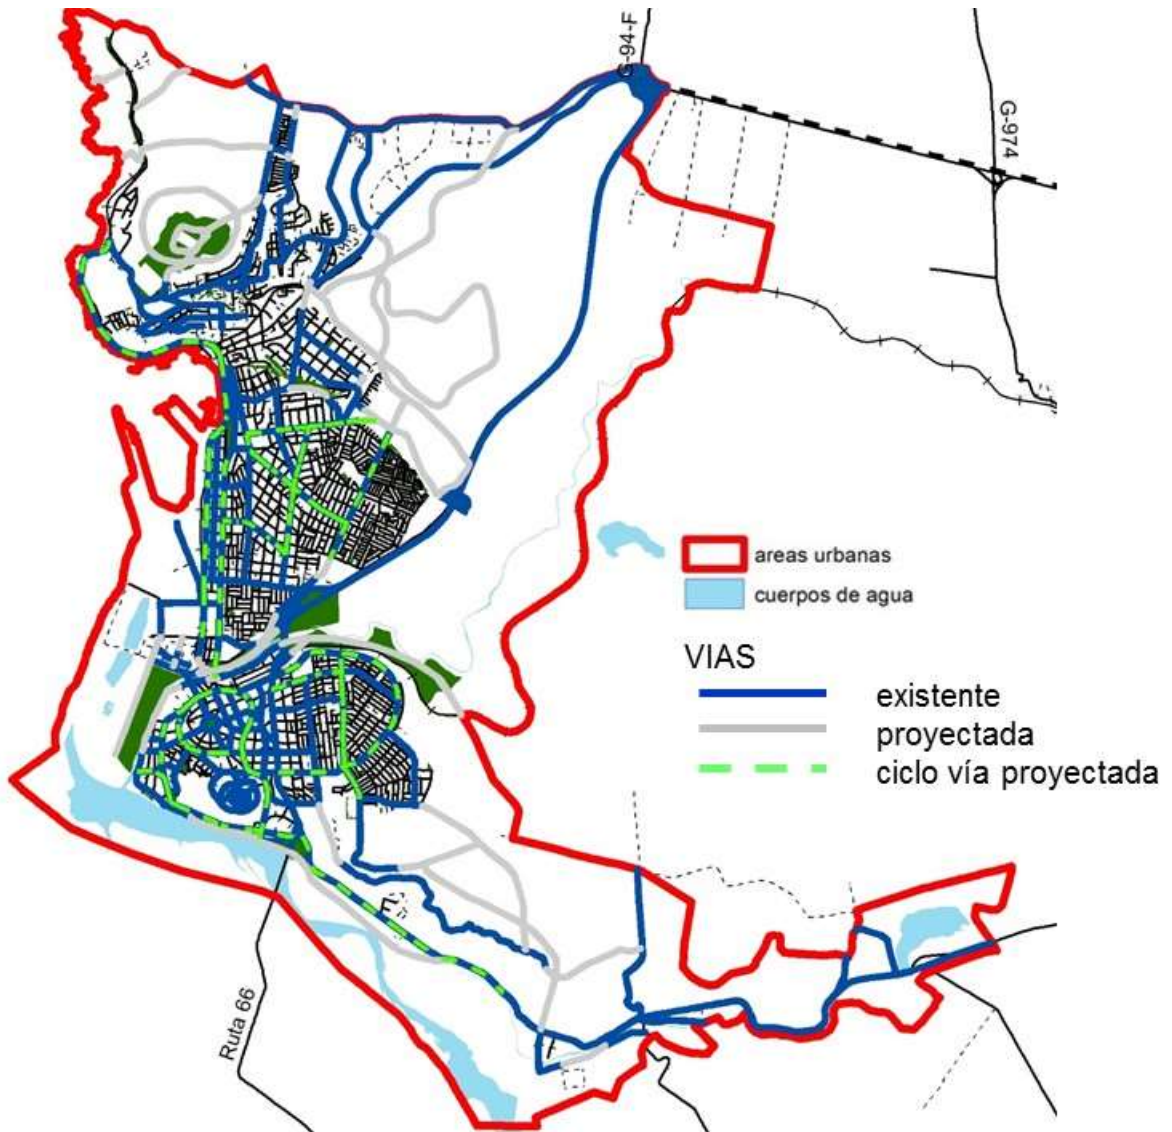 G-94-F
G-974
areas urbanas
cuerpos de agua
VIAS
existente
proyectada
ciclo vía proyectada
Ruta 66